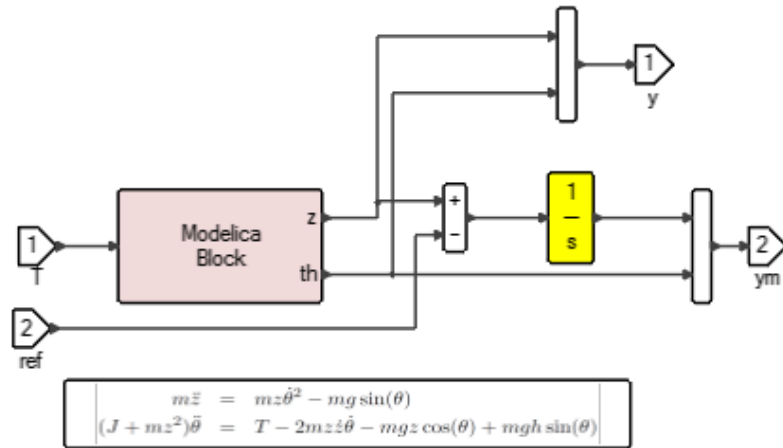 1
y
z
+
1
s
1
T
Modelica
Block
−
th
2
ym
2
ref
mz̈ = mzθ̇² − mg sin(θ)
(J + mz²)θ̈ = T − 2mzżθ̇ − mgz cos(θ) + mgh sin(θ)